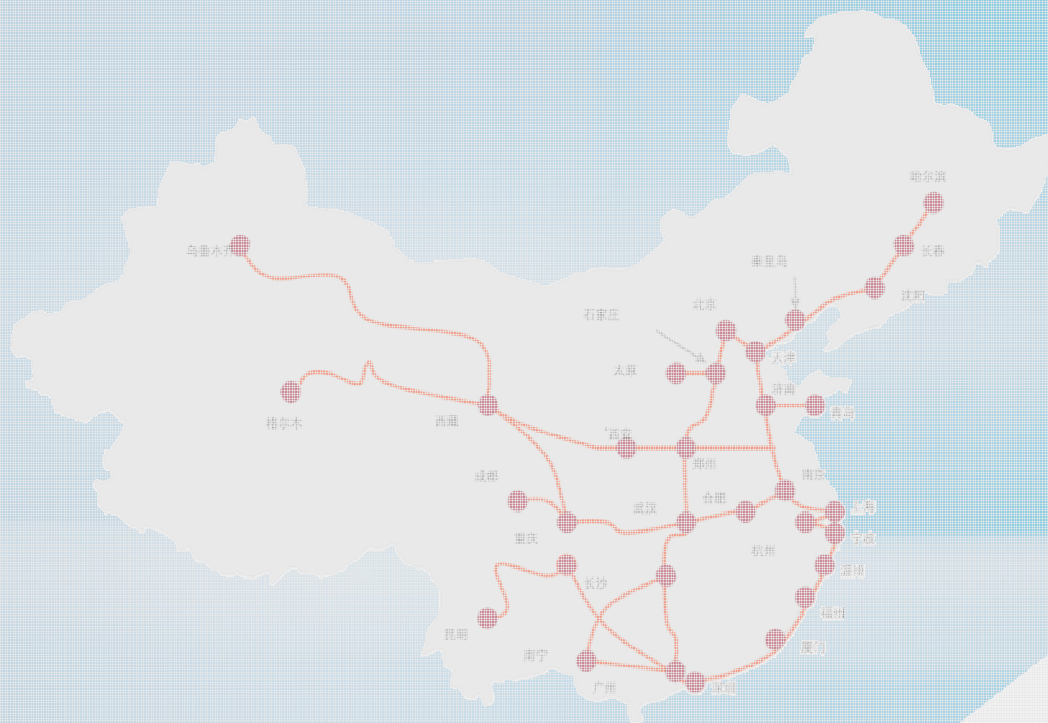 哈尔滨
长春
乌鲁木齐
秦皇岛
沈阳
北京
石家庄
天津
太原
济南
青岛
格尔木
西藏
西安
郑州
成都
南京
武汉
合肥
上海
重庆
宁波
杭州
温州
长沙
福州
昆明
厦门
南宁
广州
深圳